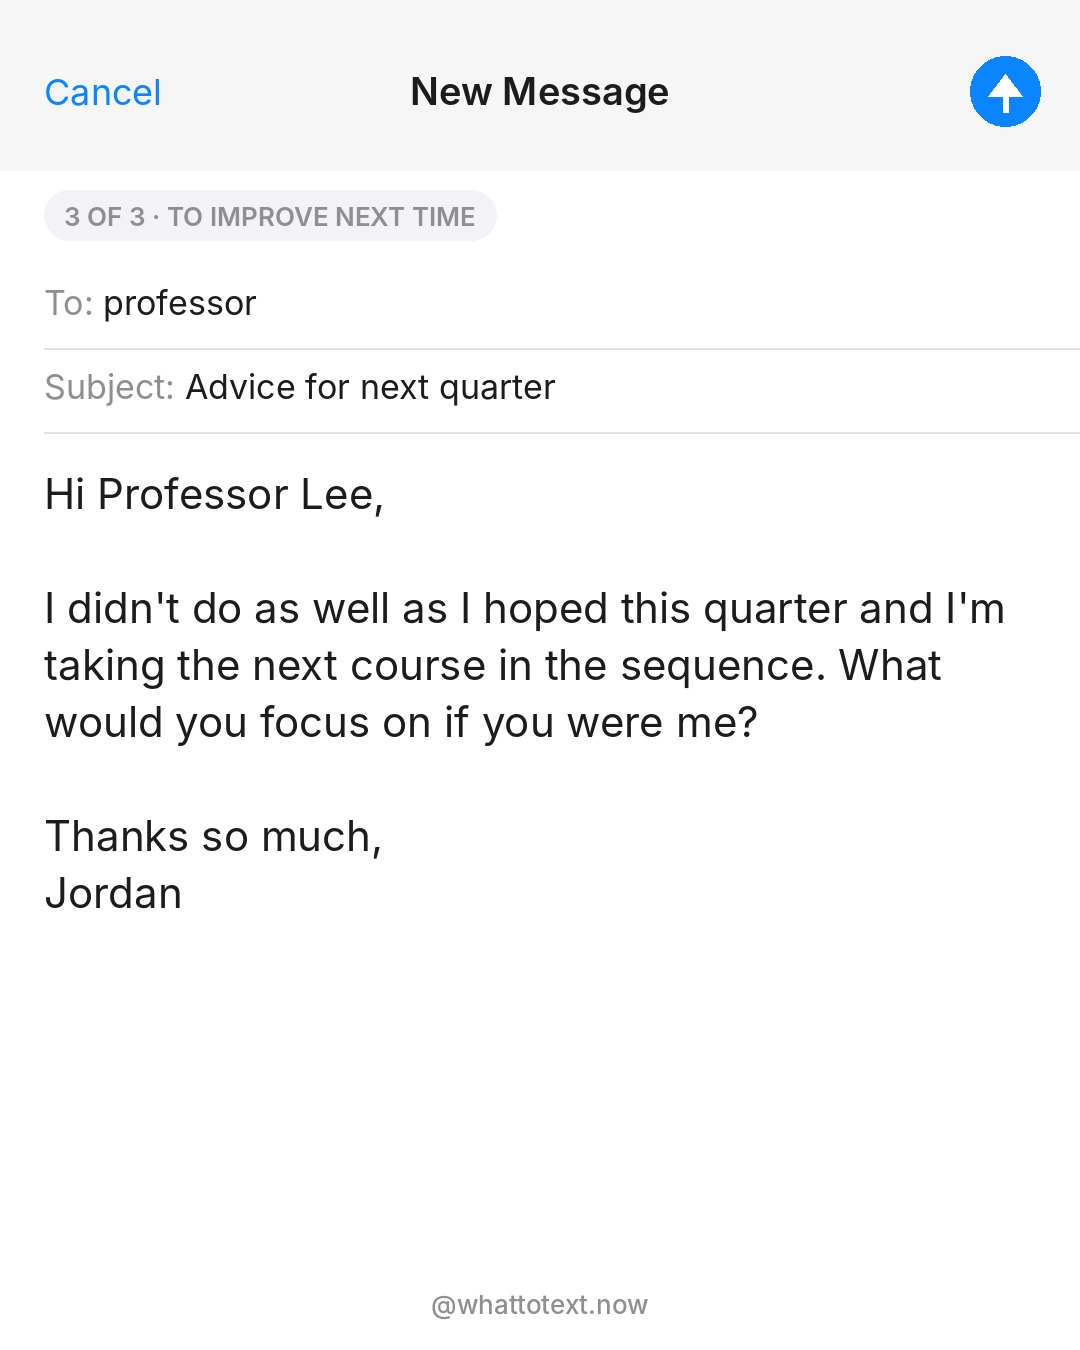 Cancel
New Message
3 OF 3 · TO IMPROVE NEXT TIME
To: professor
Subject: Advice for next quarter
Hi Professor Lee,
I didn't do as well as I hoped this quarter and I'm
taking the next course in the sequence. What
would you focus on if you were me?
Thanks so much,
Jordan
@whattotext.now